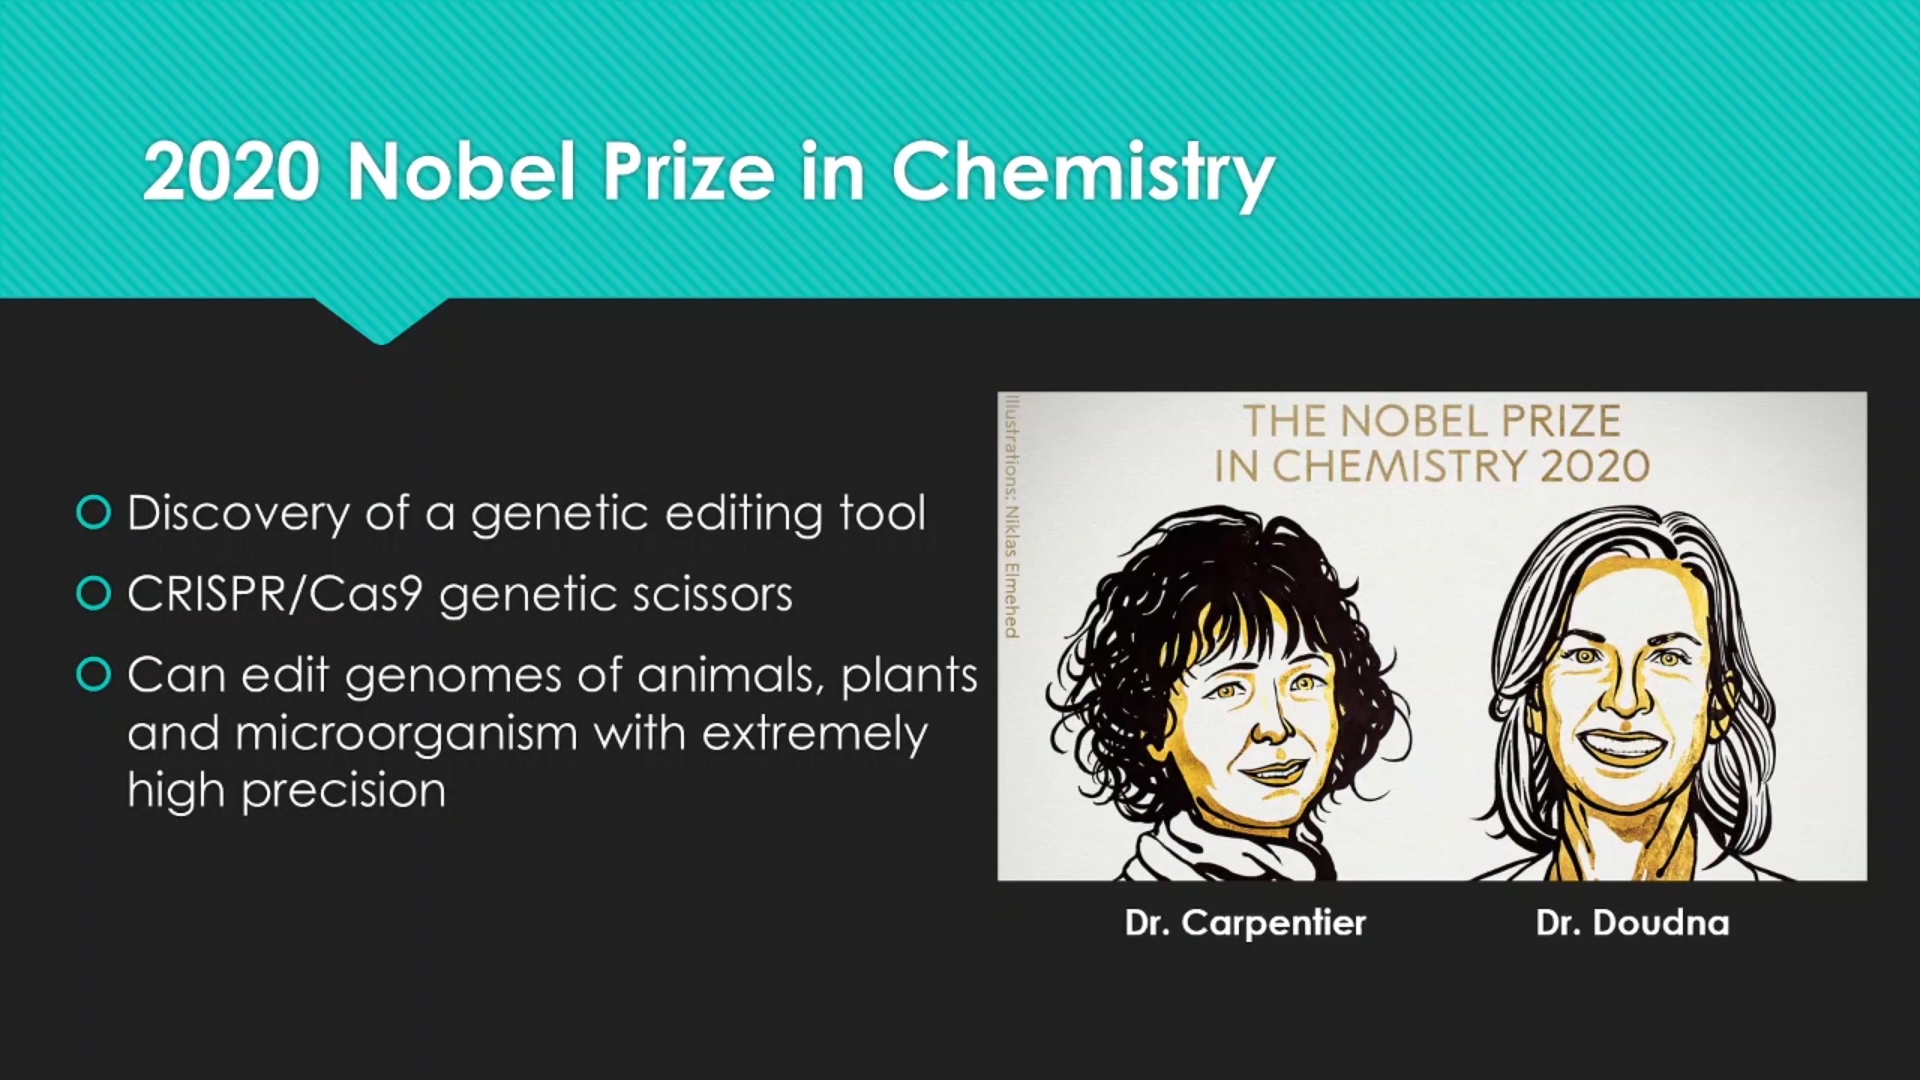 2020 Nobel Prize in Chemistry
Discovery of a genetic editing tool
CRISPR/Cas9 genetic scissors
Can edit genomes of animals, plants
and microorganism with extremely
high precision
Illustrations: Niklas Elmehed
THE NOBEL PRIZE
IN CHEMISTRY 2020
Dr. Carpentier
Dr. Doudna